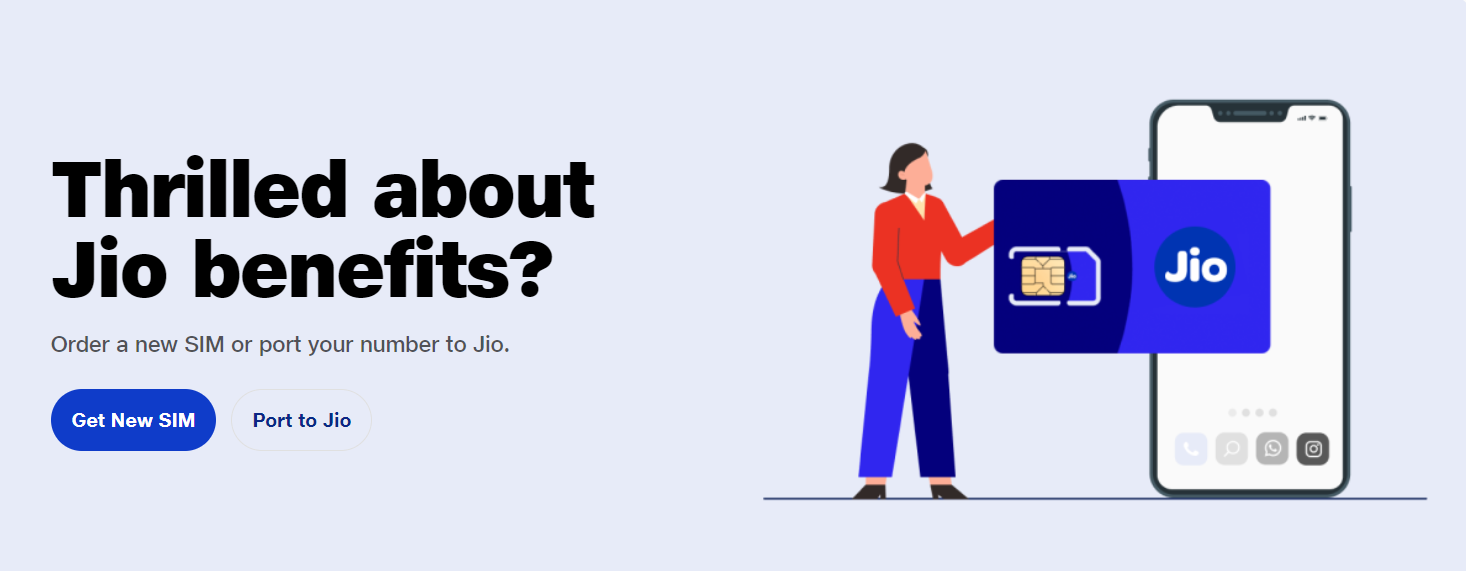 Thrilled about
Jio benefits?
Order a new SIM or port your number to Jio.
Get New SIM
Port to Jio
Jio